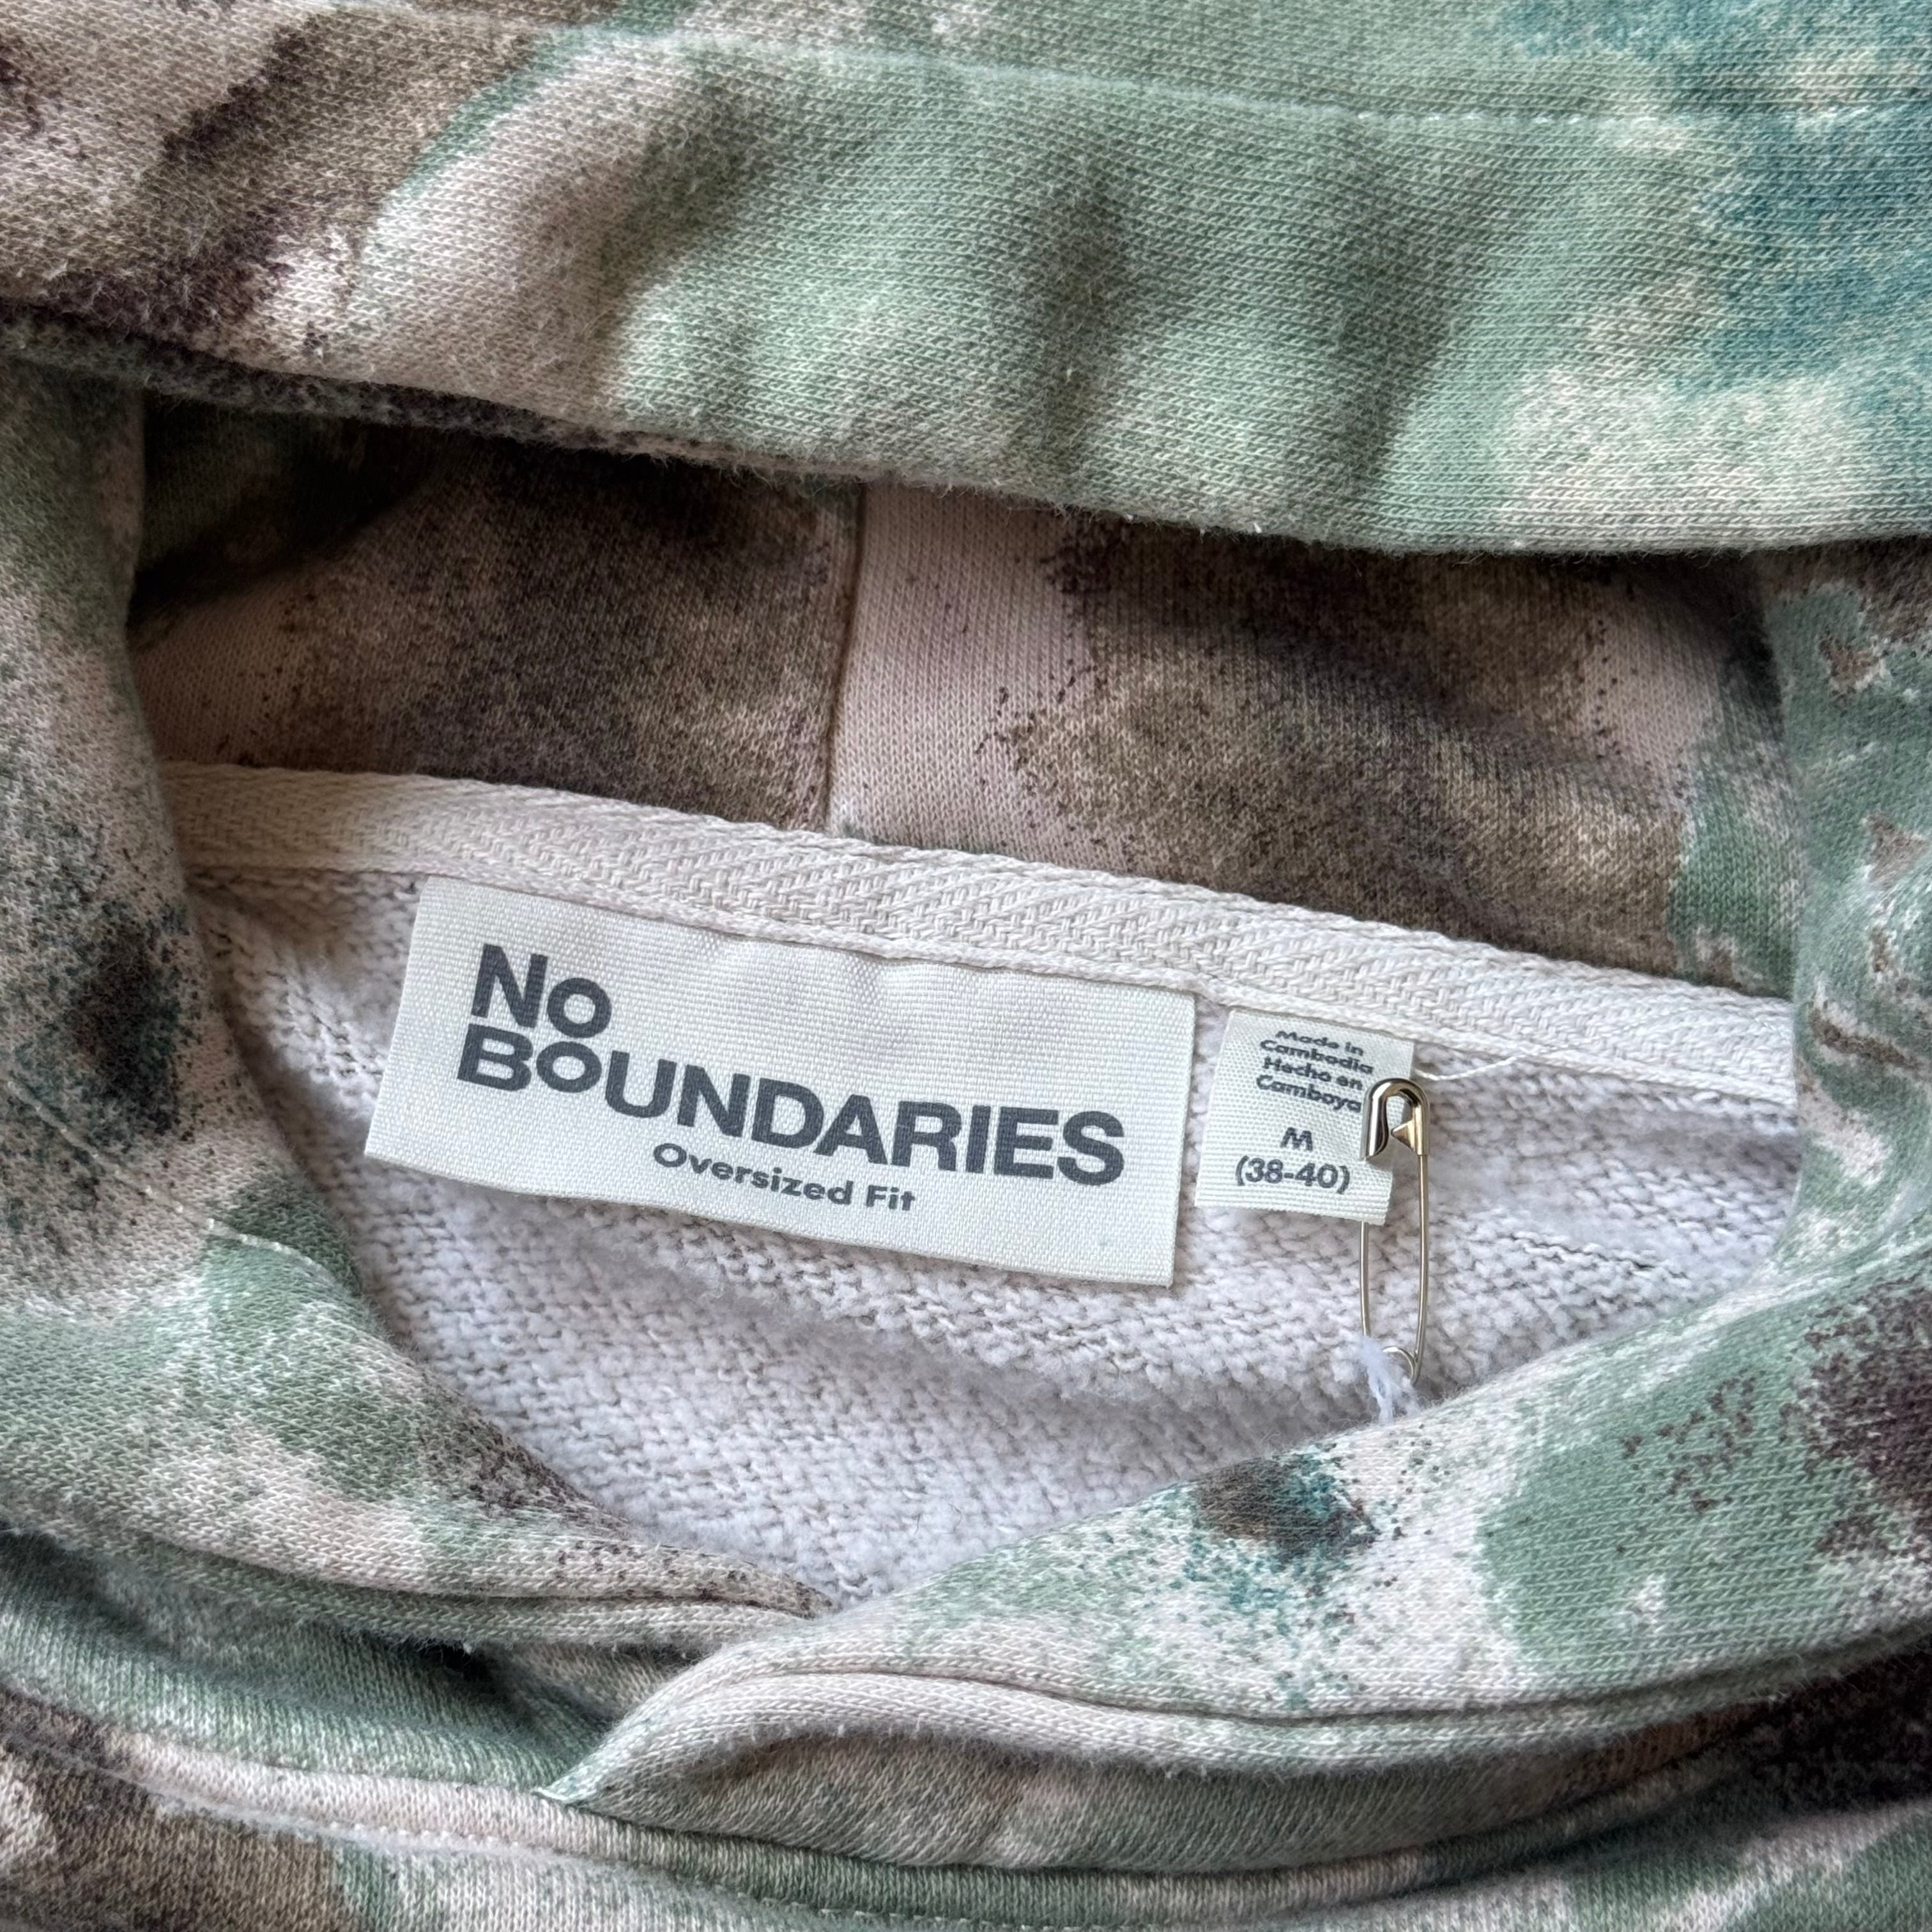 No
BoUNDARIES
Oversized Fit
Made in
Cambodia
Hecho en
Camboya
M
(38-40)